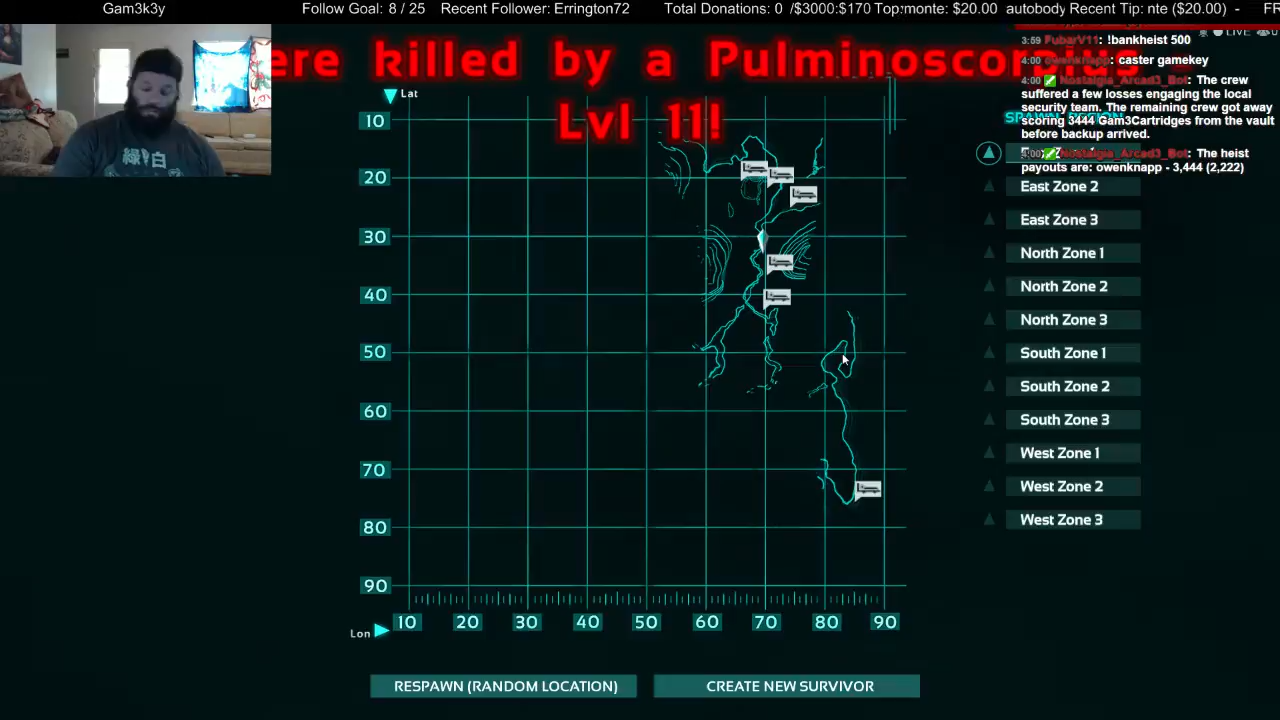 Gam3k3y
Follow Goal: 8 / 25
Recent Follower: Errington72
Total Donations: 0 /$3000:$170 Top:monte: $20.00
autobody Recent Tip: nte ($20.00) -
FR
ere killed by a Pulminoscor
Lvl 11!
LIVE
3:59 FubarV11: !bankheist 500
4:00 owenknapp: caster gamekey
4:00 Nostalgia_Arcad3_Bot: The crew
suffered a few losses engaging the local
security team. The remaining crew got away
scoring 3444 Gam3Cartridges from the vault
before backup arrived.
4:00 Nostalgia_Arcad3_Bot: The heist
payouts are: owenknapp - 3,444 (2,222)
East Zone 2
East Zone 3
North Zone 1
North Zone 2
North Zone 3
South Zone 1
South Zone 2
South Zone 3
West Zone 1
West Zone 2
West Zone 3
Lat
10
20
30
40
50
60
70
80
90
Lon
10 20 30 40 50 60 70 80 90
RESPAWN (RANDOM LOCATION)
CREATE NEW SURVIVOR
緑 白